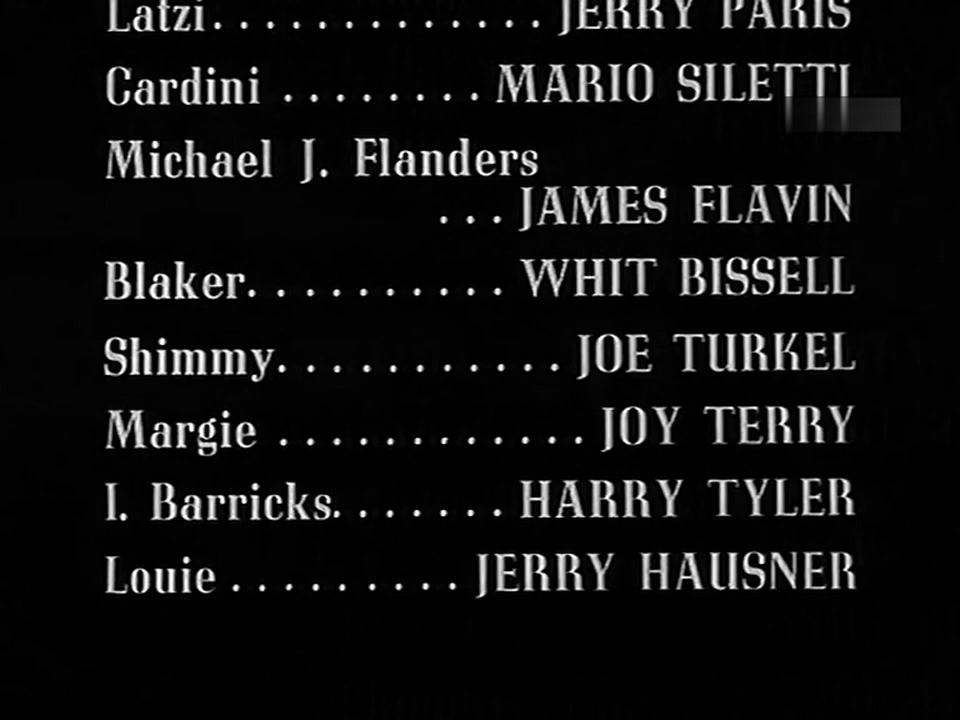 Latzi.............. JERRY PARIS
Cardini ........ MARIO SILETTI
Michael J. Flanders
... JAMES FLAVIN
Blaker.......... WHIT BISSELL
Shimmy........... JOE TURKEL
Margie ............ JOY TERRY
I. Barricks....... HARRY TYLER
Louie ......... JERRY HAUSNER